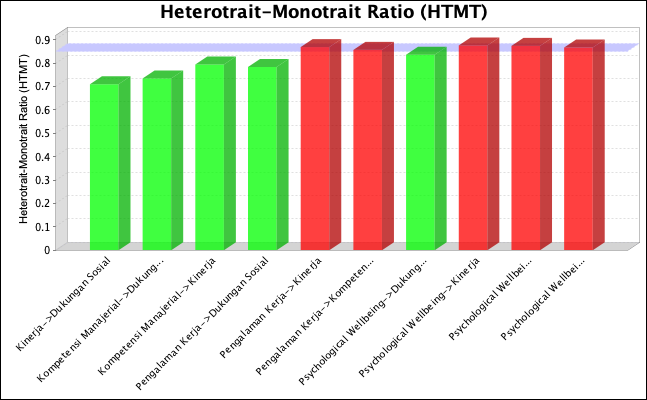 Heterotrait-Monotrait Ratio (HTMT)
Heterotrait-Monotrait Ratio (HTMT)
0.9
0.8
0.7
0.6
0.5
0.4
0.3
0.2
0.1
0
Kinerja->Dukungan Sosial
Kompetensi Manajerial->Dukung...
Kompetensi Manajerial->Kinerja
Pengalaman Kerja->Dukungan Sosial
Pengalaman Kerja->Kinerja
Pengalaman Kerja->Kompeten...
Psychological Wellbeing->Dukung...
Psychological Wellbeing->Kinerja
Psychological Wellbei...
Psychological Wellbei...